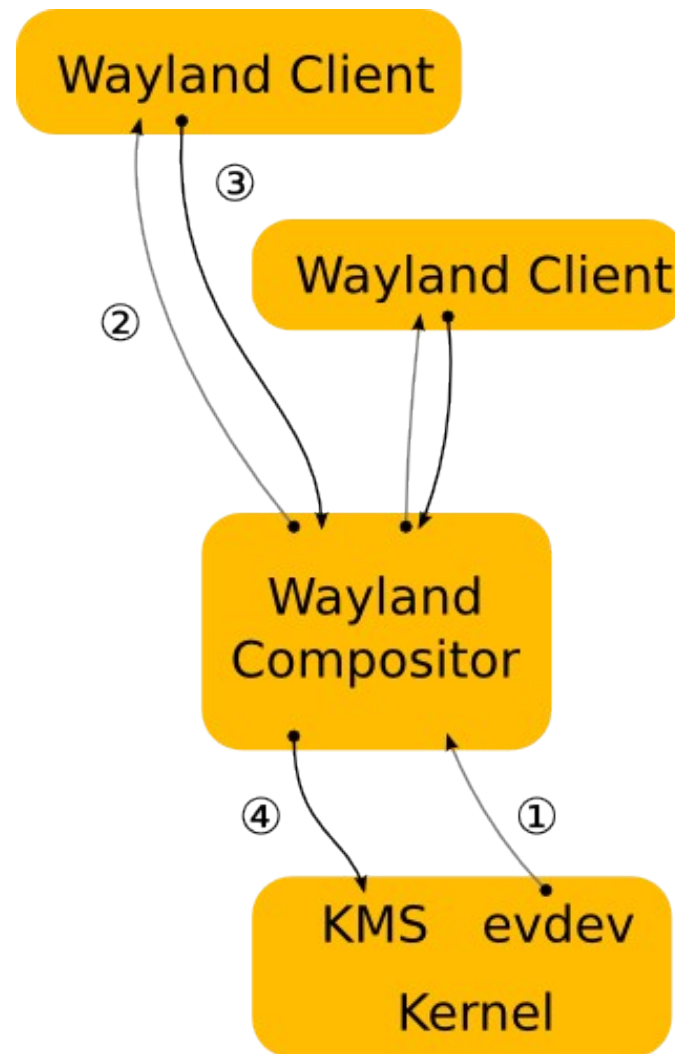 Wayland Client
③
Wayland Client
②
Wayland
Compositor
④ ①
KMS evdev
Kernel